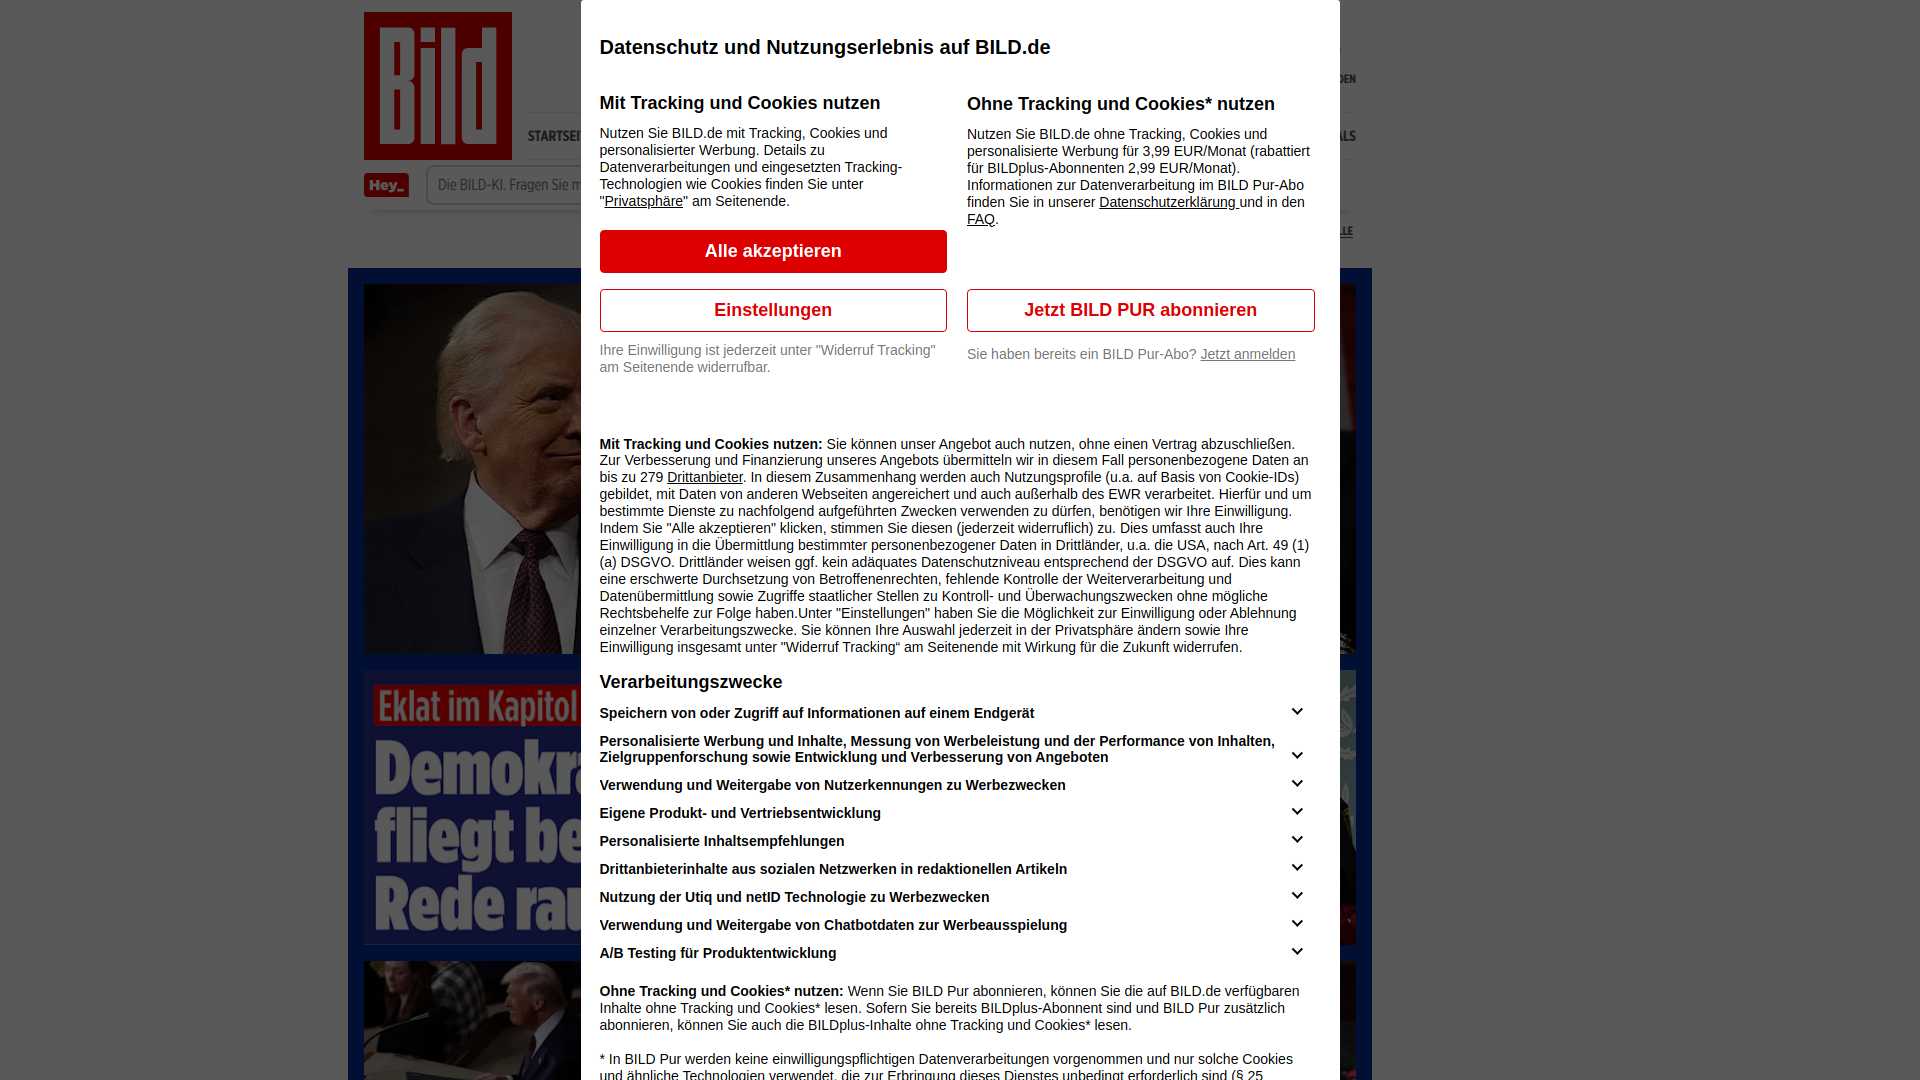 Bild
DEN
STARTSEI
ALS
Hey_
Die BILD-KI. Fragen Sie m
LLE
Eklat im Kapitol
Demokra
fliegt be
Rede rau
Datenschutz und Nutzungserlebnis auf BILD.de
Mit Tracking und Cookies nutzen
Nutzen Sie BILD.de mit Tracking, Cookies und
personalisierter Werbung. Details zu
Datenverarbeitungen und eingesetzten Tracking-
Technologien wie Cookies finden Sie unter
"Privatsphäre" am Seitenende.
Alle akzeptieren
Einstellungen
Ihre Einwilligung ist jederzeit unter "Widerruf Tracking"
am Seitenende widerrufbar.
Ohne Tracking und Cookies* nutzen
Nutzen Sie BILD.de ohne Tracking, Cookies und
personalisierte Werbung für 3,99 EUR/Monat (rabattiert
für BILDplus-Abonnenten 2,99 EUR/Monat).
Informationen zur Datenverarbeitung im BILD Pur-Abo
finden Sie in unserer Datenschutzerklärung und in den
FAQ.
Jetzt BILD PUR abonnieren
Sie haben bereits ein BILD Pur-Abo? Jetzt anmelden
Mit Tracking und Cookies nutzen: Sie können unser Angebot auch nutzen, ohne einen Vertrag abzuschließen.
Zur Verbesserung und Finanzierung unseres Angebots übermitteln wir in diesem Fall personenbezogene Daten an
bis zu 279 Drittanbieter. In diesem Zusammenhang werden auch Nutzungsprofile (u.a. auf Basis von Cookie-IDs)
gebildet, mit Daten von anderen Webseiten angereichert und auch außerhalb des EWR verarbeitet. Hierfür und um
bestimmte Dienste zu nachfolgend aufgeführten Zwecken verwenden zu dürfen, benötigen wir Ihre Einwilligung.
Indem Sie "Alle akzeptieren" klicken, stimmen Sie diesen (jederzeit widerruflich) zu. Dies umfasst auch Ihre
Einwilligung in die Übermittlung bestimmter personenbezogener Daten in Drittländer, u.a. die USA, nach Art. 49 (1)
(a) DSGVO. Drittländer weisen ggf. kein adäquates Datenschutzniveau entsprechend der DSGVO auf. Dies kann
eine erschwerte Durchsetzung von Betroffenenrechten, fehlende Kontrolle der Weiterverarbeitung und
Datenübermittlung sowie Zugriffe staatlicher Stellen zu Kontroll- und Überwachungszwecken ohne mögliche
Rechtsbehelfe zur Folge haben.Unter "Einstellungen" haben Sie die Möglichkeit zur Einwilligung oder Ablehnung
einzelner Verarbeitungszwecke. Sie können Ihre Auswahl jederzeit in der Privatsphäre ändern sowie Ihre
Einwilligung insgesamt unter "Widerruf Tracking“ am Seitenende mit Wirkung für die Zukunft widerrufen.
Verarbeitungszwecke
Speichern von oder Zugriff auf Informationen auf einem Endgerät
Personalisierte Werbung und Inhalte, Messung von Werbeleistung und der Performance von Inhalten,
Zielgruppenforschung sowie Entwicklung und Verbesserung von Angeboten
Verwendung und Weitergabe von Nutzerkennungen zu Werbezwecken
Eigene Produkt- und Vertriebsentwicklung
Personalisierte Inhaltsempfehlungen
Drittanbieterinhalte aus sozialen Netzwerken in redaktionellen Artikeln
Nutzung der Utiq und netID Technologie zu Werbezwecken
Verwendung und Weitergabe von Chatbotdaten zur Werbeausspielung
A/B Testing für Produktentwicklung
Ohne Tracking und Cookies* nutzen: Wenn Sie BILD Pur abonnieren, können Sie die auf BILD.de verfügbaren
Inhalte ohne Tracking und Cookies* lesen. Sofern Sie bereits BILDplus-Abonnent sind und BILD Pur zusätzlich
abonnieren, können Sie auch die BILDplus-Inhalte ohne Tracking und Cookies* lesen.
* In BILD Pur werden keine einwilligungspflichtigen Datenverarbeitungen vorgenommen und nur solche Cookies
und ähnliche Technologien verwendet, die zur Erbringung dieses Dienstes unbedingt erforderlich sind (§ 25